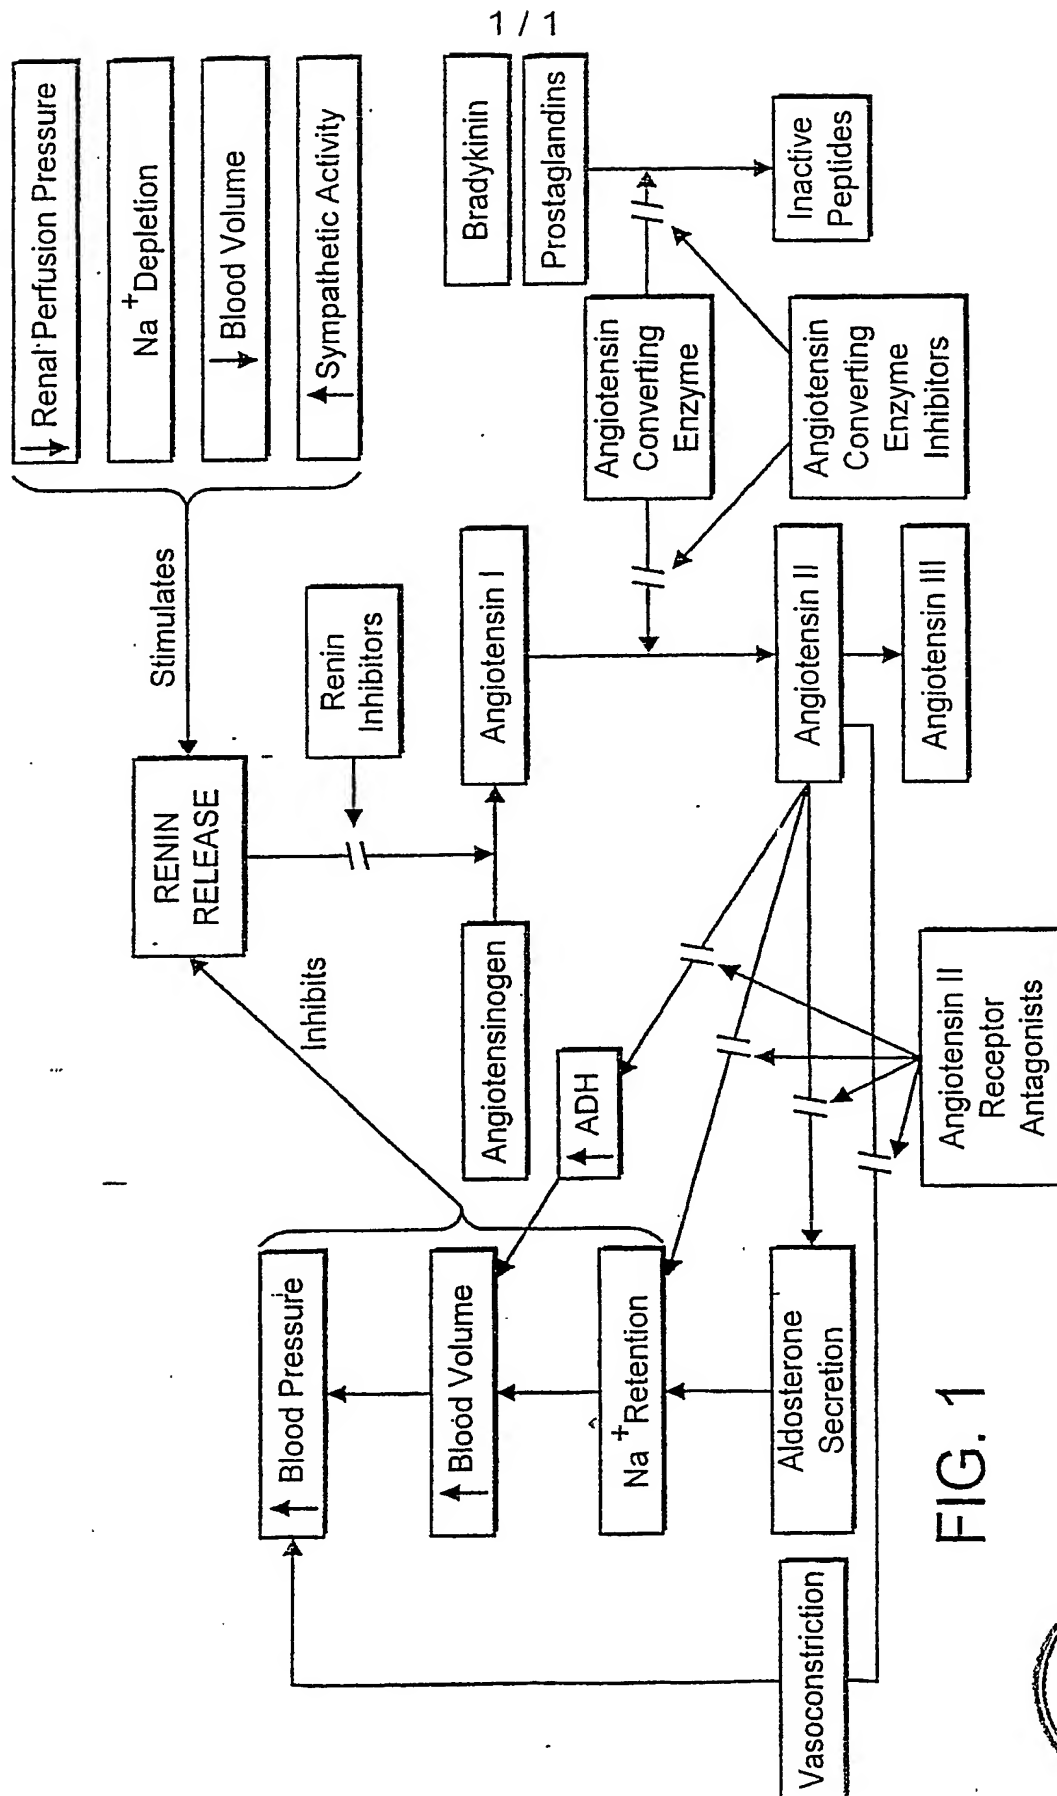 1 / 1
↓ Renal Perfusion Pressure
Na+ Depletion
↓ Blood Volume
↑ Sympathetic Activity
Stimulates
RENIN
RELEASE
Renin
Inhibitors
Inhibits
Angiotensinogen
Angiotensin I
Bradykinin
Prostaglandins
Angiotensin
Converting
Enzyme
Inactive
Peptides
Angiotensin
Converting
Enzyme
Inhibitors
Angiotensin II
Angiotensin III
↑ ADH
↑ Blood Pressure
↑ Blood Volume
Na+ Retention
Aldosterone
Secretion
Vasoconstriction
Angiotensin II
Receptor
Antagonists
FIG. 1